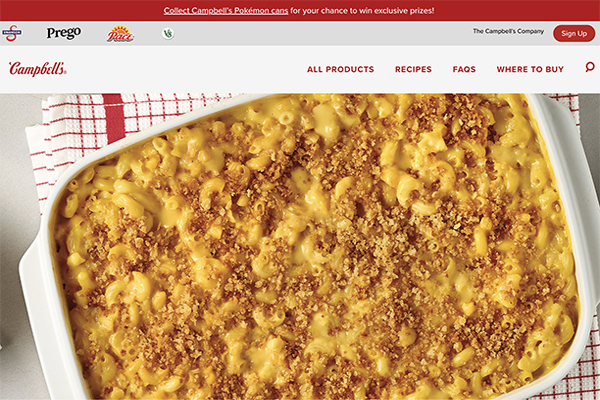 Collect Campbell's Pokémon cans for your chance to win exclusive prizes!
Prego Pace V8 The Campbell's Company Sign Up
Campbell's® ALL PRODUCTS RECIPES FAQS WHERE TO BUY